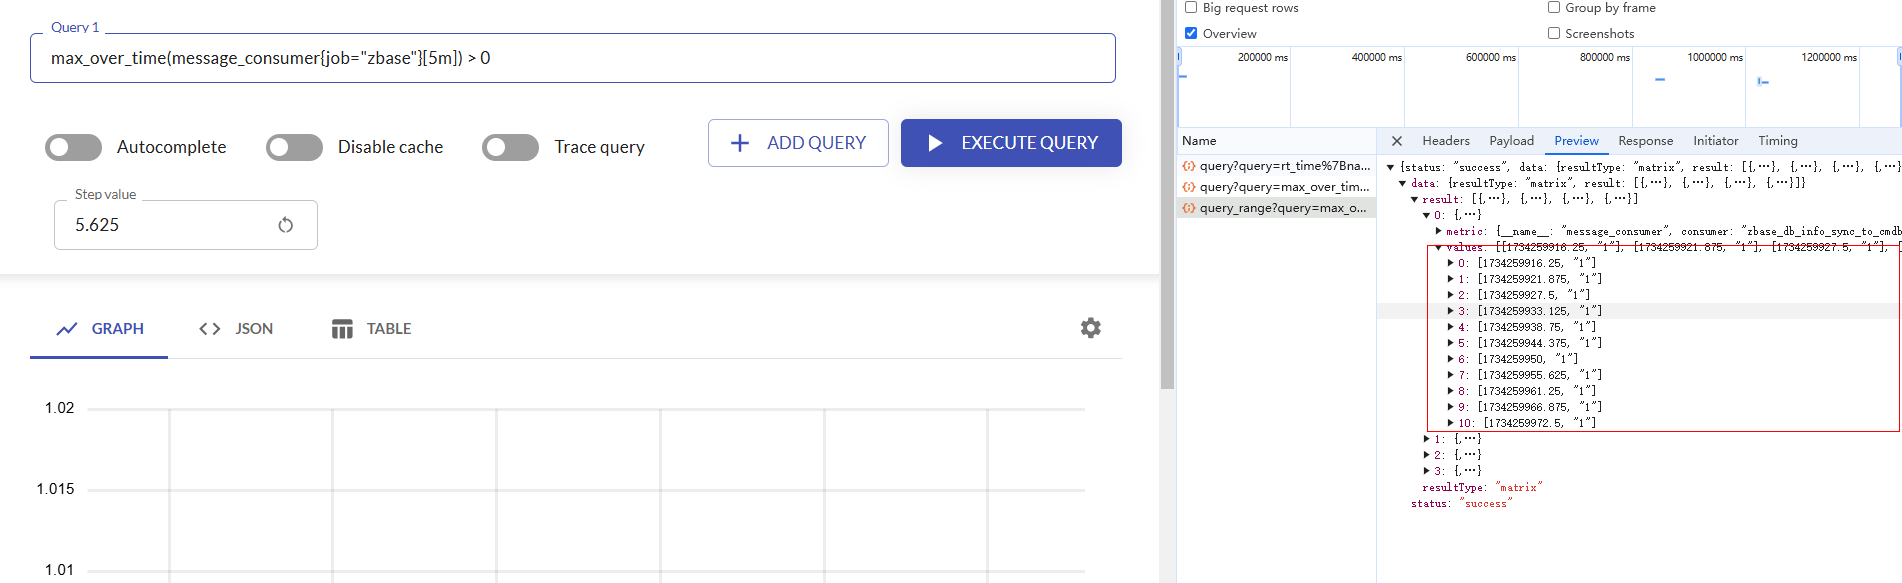 Query 1
max_over_time(message_consumer{job="zbase"}[5m]) > 0
Autocomplete
Disable cache
Trace query
ADD QUERY
EXECUTE QUERY
Step value
5.625
GRAPH
JSON
TABLE
1.02
1.015
1.01
Big request rows
Group by frame
Overview
Screenshots
200000 ms
400000 ms
600000 ms
800000 ms
1000000 ms
1200000 ms
Name
Headers
Payload
Preview
Response
Initiator
Timing
query?query=rt_time%7Bna...
query?query=max_over_tim...
query_range?query=max_o...
{status: "success", data: {resultType: "matrix", result: [{,…}, {,…}, {,…}, {,…}
data: {resultType: "matrix", result: [{,…}, {,…}, {,…}, {,…}]}
result: [{,…}, {,…}, {,…}, {,…}]
0: {,…}
metric: {__name__: "message_consumer", consumer: "zbase_db_info_sync_to_cmdb
values: [[1734259916.25, "1"], [1734259921.875, "1"], [1734259927.5, "1"], [
0: [1734259916.25, "1"]
1: [1734259921.875, "1"]
2: [1734259927.5, "1"]
3: [1734259933.125, "1"]
4: [1734259938.75, "1"]
5: [1734259944.375, "1"]
6: [1734259950, "1"]
7: [1734259955.625, "1"]
8: [1734259961.25, "1"]
9: [1734259966.875, "1"]
10: [1734259972.5, "1"]
1: {,…}
2: {,…}
3: {,…}
resultType: "matrix"
status: "success"